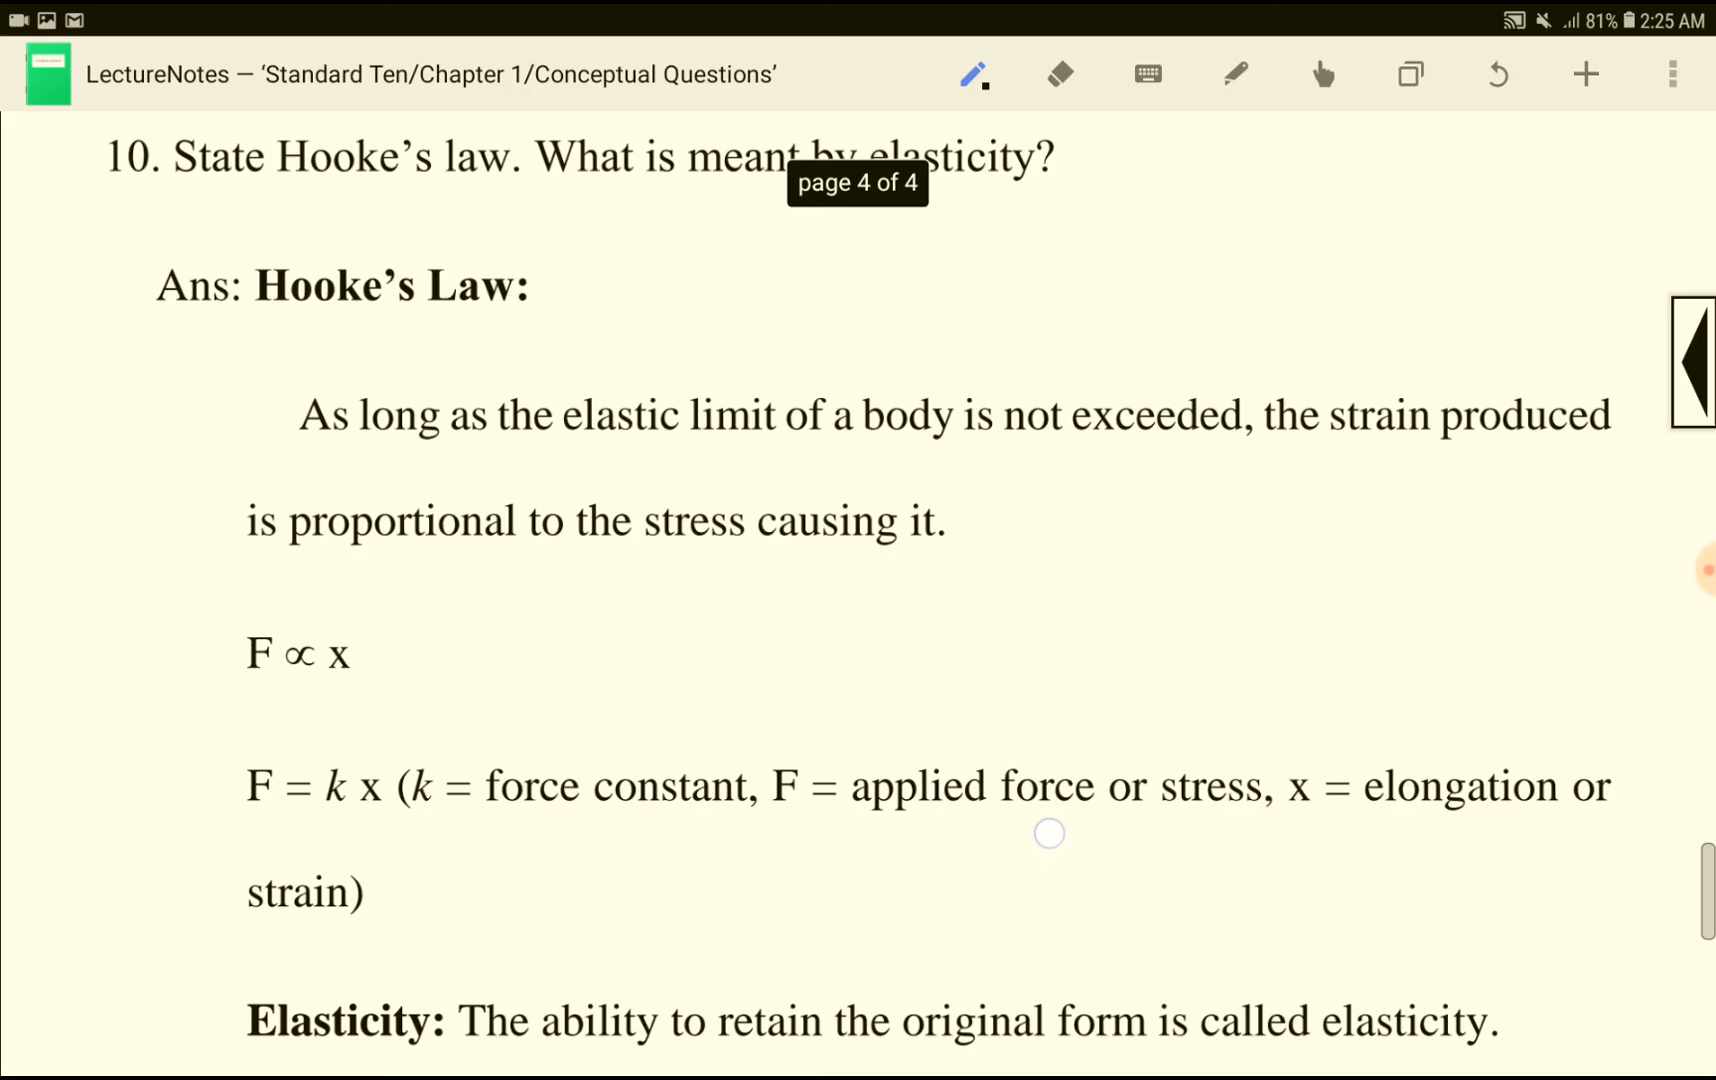 81% 2:25 AM
LectureNotes – ‘Standard Ten/Chapter 1/Conceptual Questions’
10. State Hooke’s law. What is meant by elasticity?
page 4 of 4
Ans: Hooke’s Law:
As long as the elastic limit of a body is not exceeded, the strain produced
is proportional to the stress causing it.
F ∝ x
F = k x (k = force constant, F = applied force or stress, x = elongation or
strain)
Elasticity: The ability to retain the original form is called elasticity.